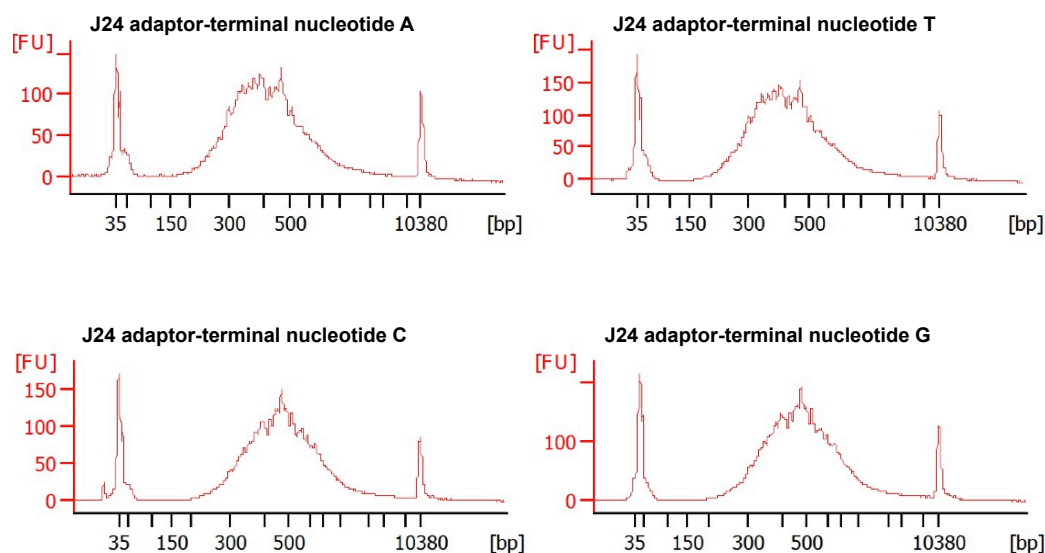 J24 adaptor-terminal nucleotide A
[FU]
100
50
0
35 150 300 500 10380 [bp]
J24 adaptor-terminal nucleotide T
[FU]
150
100
50
0
35 150 300 500 10380 [bp]
J24 adaptor-terminal nucleotide C
[FU]
150
100
50
0
35 150 300 500 10380 [bp]
J24 adaptor-terminal nucleotide G
[FU]
100
0
35 150 300 500 10380 [bp]